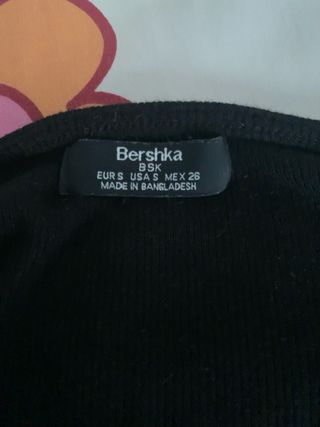 Bershka
BSK
EUR S USA S MEX 26
MADE IN BANGLADESH